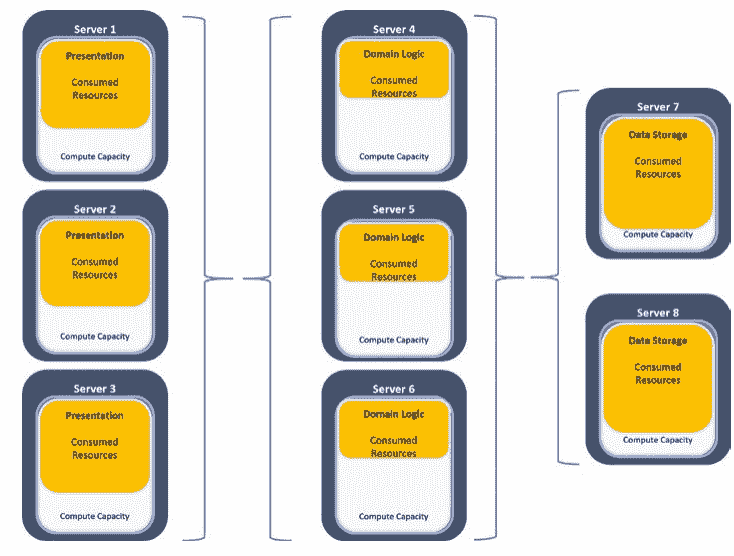 Server 1
Presentation
Consumed
Resources
Compute Capacity
Server 2
Presentation
Consumed
Resources
Compute Capacity
Server 3
Presentation
Consumed
Resources
Compute Capacity
Server 4
Domain Logic
Consumed
Resources
Compute Capacity
Server 5
Domain Logic
Consumed
Resources
Compute Capacity
Server 6
Domain Logic
Consumed
Resources
Compute Capacity
Server 7
Data Storage
Consumed
Resources
Compute Capacity
Server 8
Data Storage
Consumed
Resources
Compute Capacity